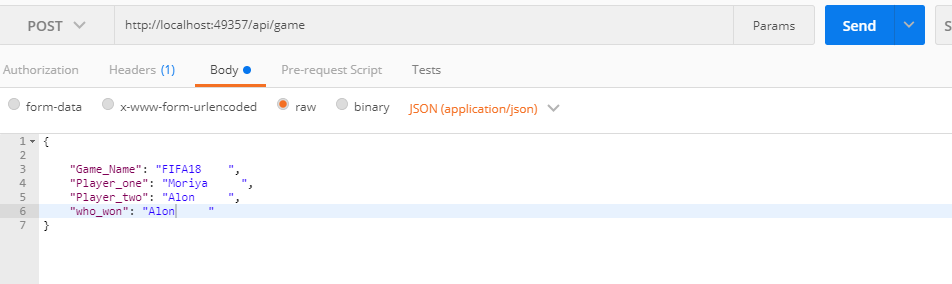 POST http://localhost:49357/api/game Params Send S
Authorization Headers (1) Body Pre-request Script Tests
form-data x-www-form-urlencoded raw binary JSON (application/json)
1 {
2
3 "Game_Name": "FIFA18    ",
4 "Player_one": "Moriya     ",
5 "Player_two": "Alon     ",
6 "who_won": "Alon     "
7 }